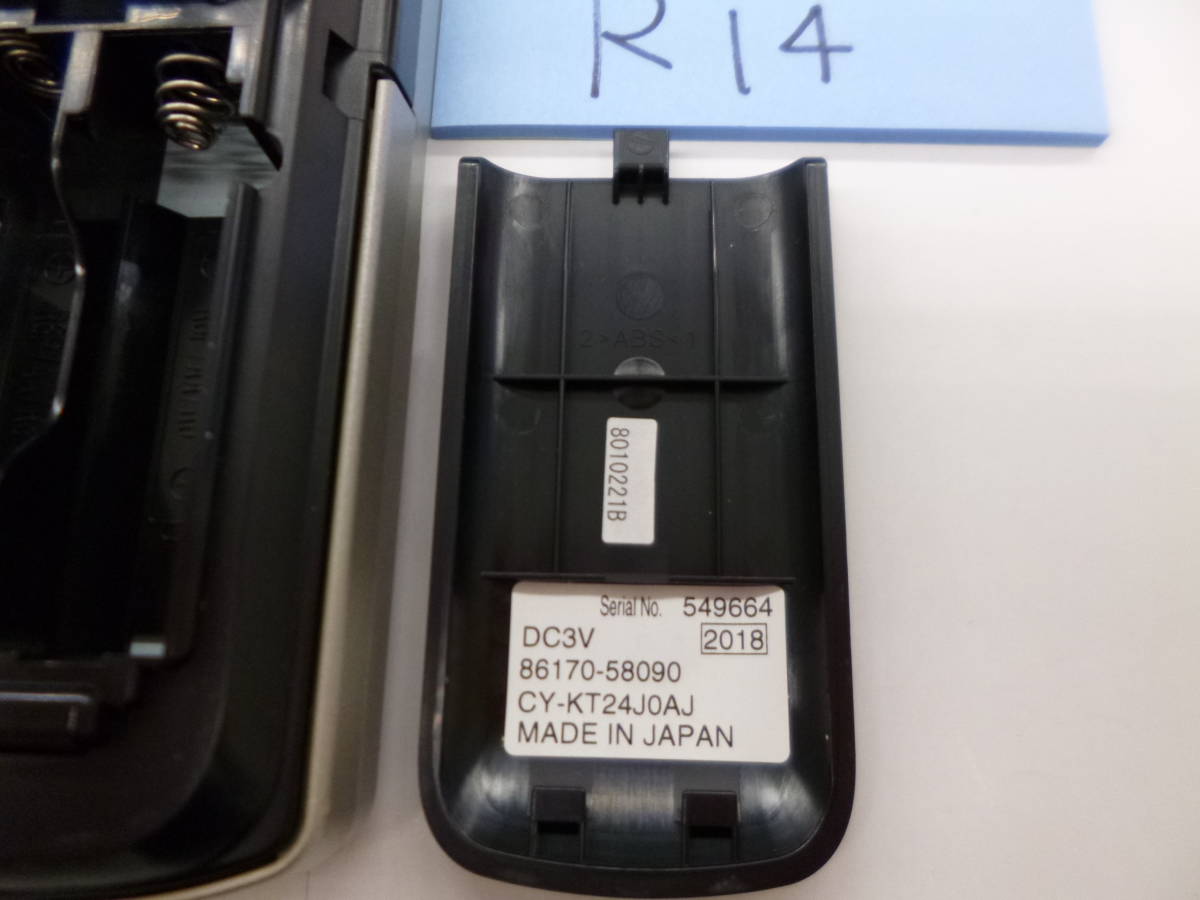 R14
2>ABS<1
8010221B
Serial No. 549664
DC3V 2018
86170-58090
CY-KT24J0AJ
MADE IN JAPAN